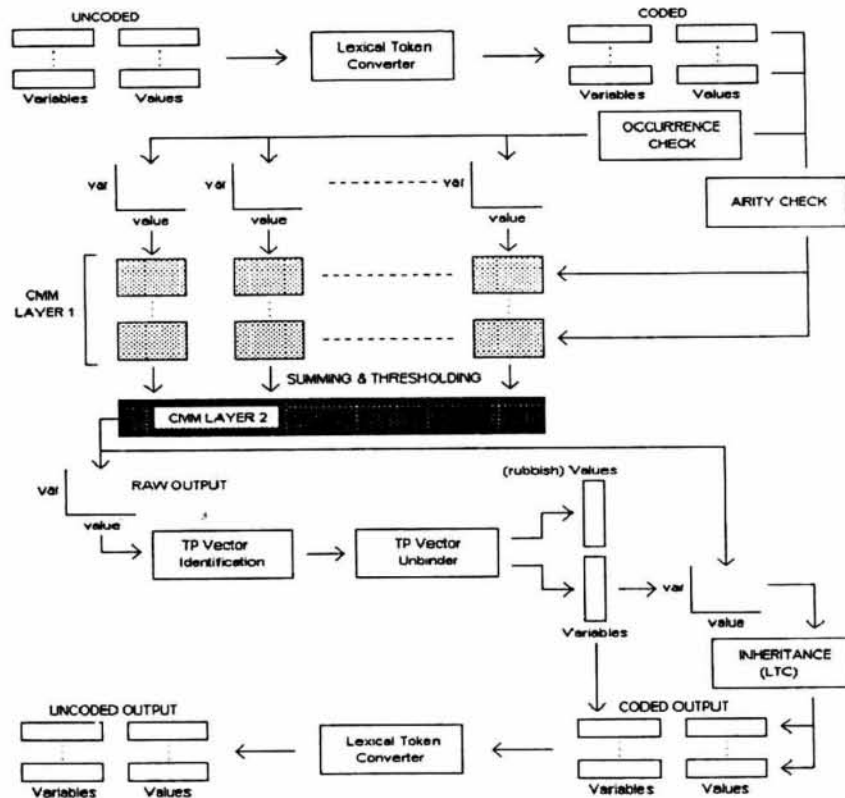 UNCODED
CODED
Lexical Token
Converter
Variables Values
Variables Values
OCCURRENCE
CHECK
var
value
var
value
var
value
ARITY CHECK
CMM
LAYER 1
SUMMING & THRESHOLDING
CMM LAYER 2
(rubbish) Values
var
RAW OUTPUT
value
TP Vector
Identification
TP Vector
Unbinder
var
value
Variables
INHERITANCE
(LTC)
UNCODED OUTPUT
CODED OUTPUT
Lexical Token
Converter
Variables Values
Variables Values